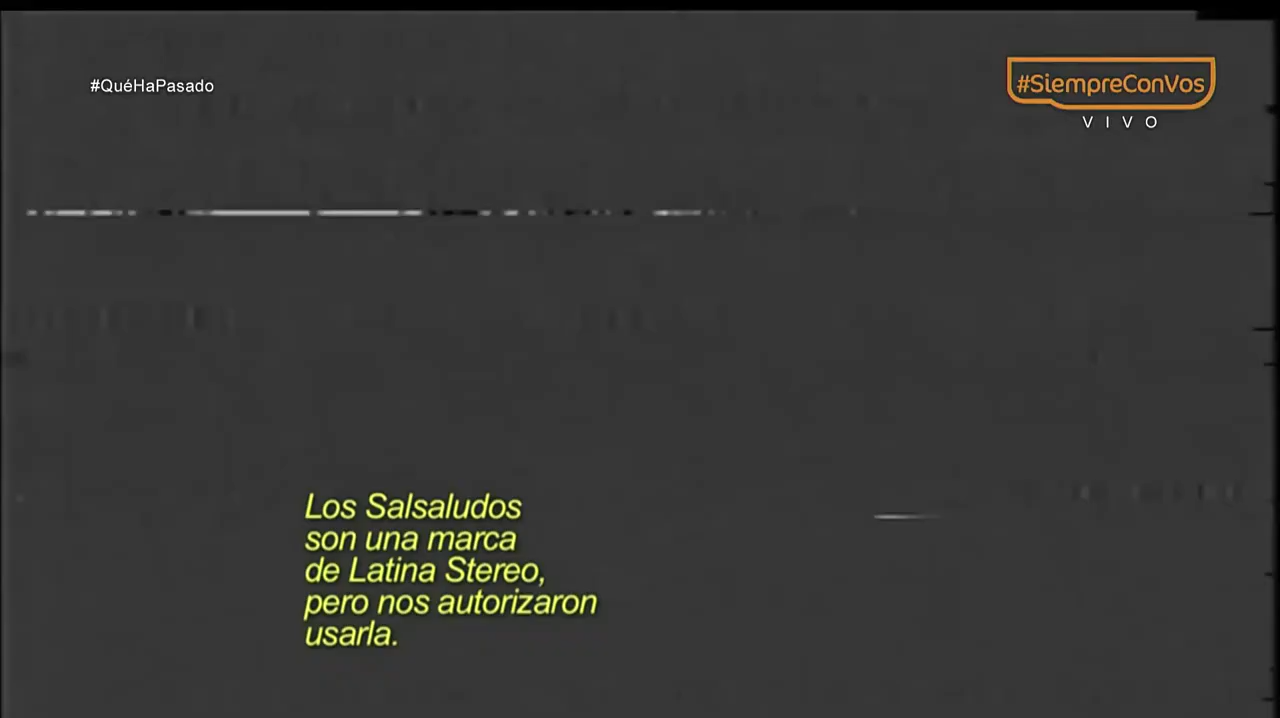 #QuéHaPasado
#SiempreConVos
VIVO
Los Salsaludos
son una marca
de Latina Stereo,
pero nos autorizaron
usarla.